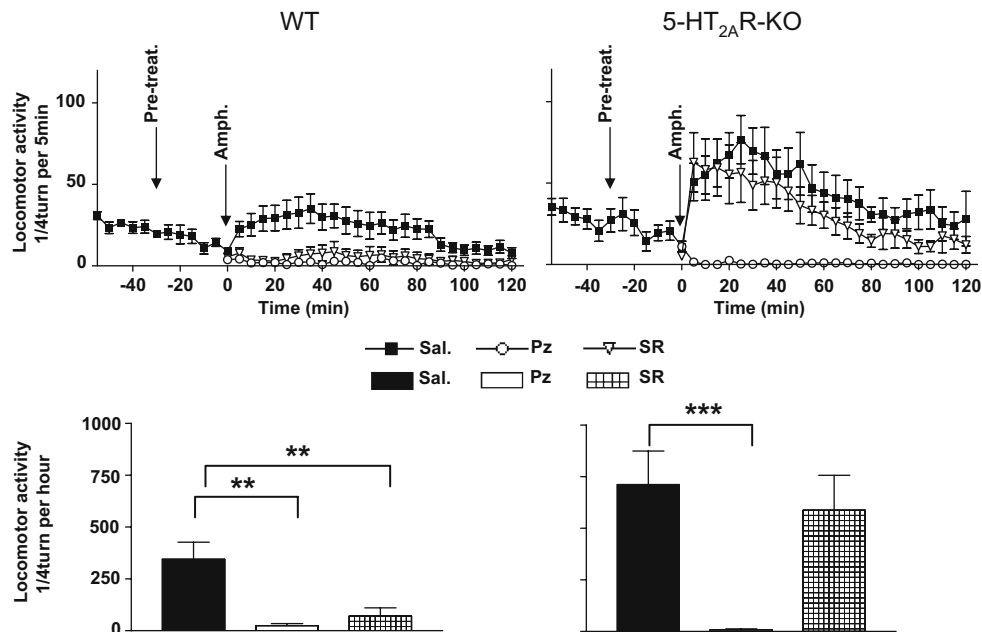 WT
5-HT2AR-KO
Locomotor activity
1/4turn per 5min
100
50
0
Pre-treat.
Amph.
-40 -20 0 20 40 60 80 100 120
Time (min)
Pre-treat.
Amph.
-40 -20 0 20 40 60 80 100 120
Time (min)
Sal. Pz SR
Sal. Pz SR
Locomotor activity
1/4turn per hour
1000
750
500
250
0
**
**
***